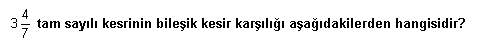 3 4/7 tam sayılı kesrinin bileşik kesir karşılığı aşağıdakilerden hangisidir?